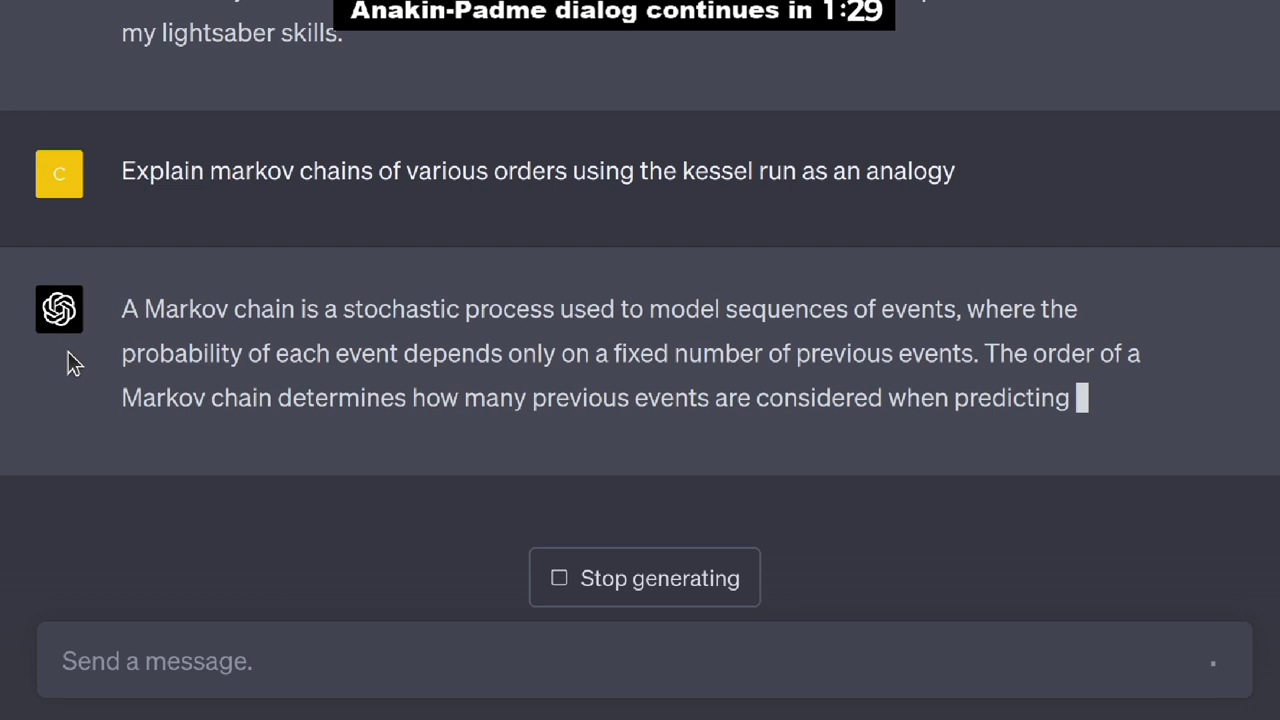 Anakin-Padme dialog continues in 1:29
my lightsaber skills.
C
Explain markov chains of various orders using the kessel run as an analogy
A Markov chain is a stochastic process used to model sequences of events, where the
probability of each event depends only on a fixed number of previous events. The order of a
Markov chain determines how many previous events are considered when predicting
Stop generating
Send a message.